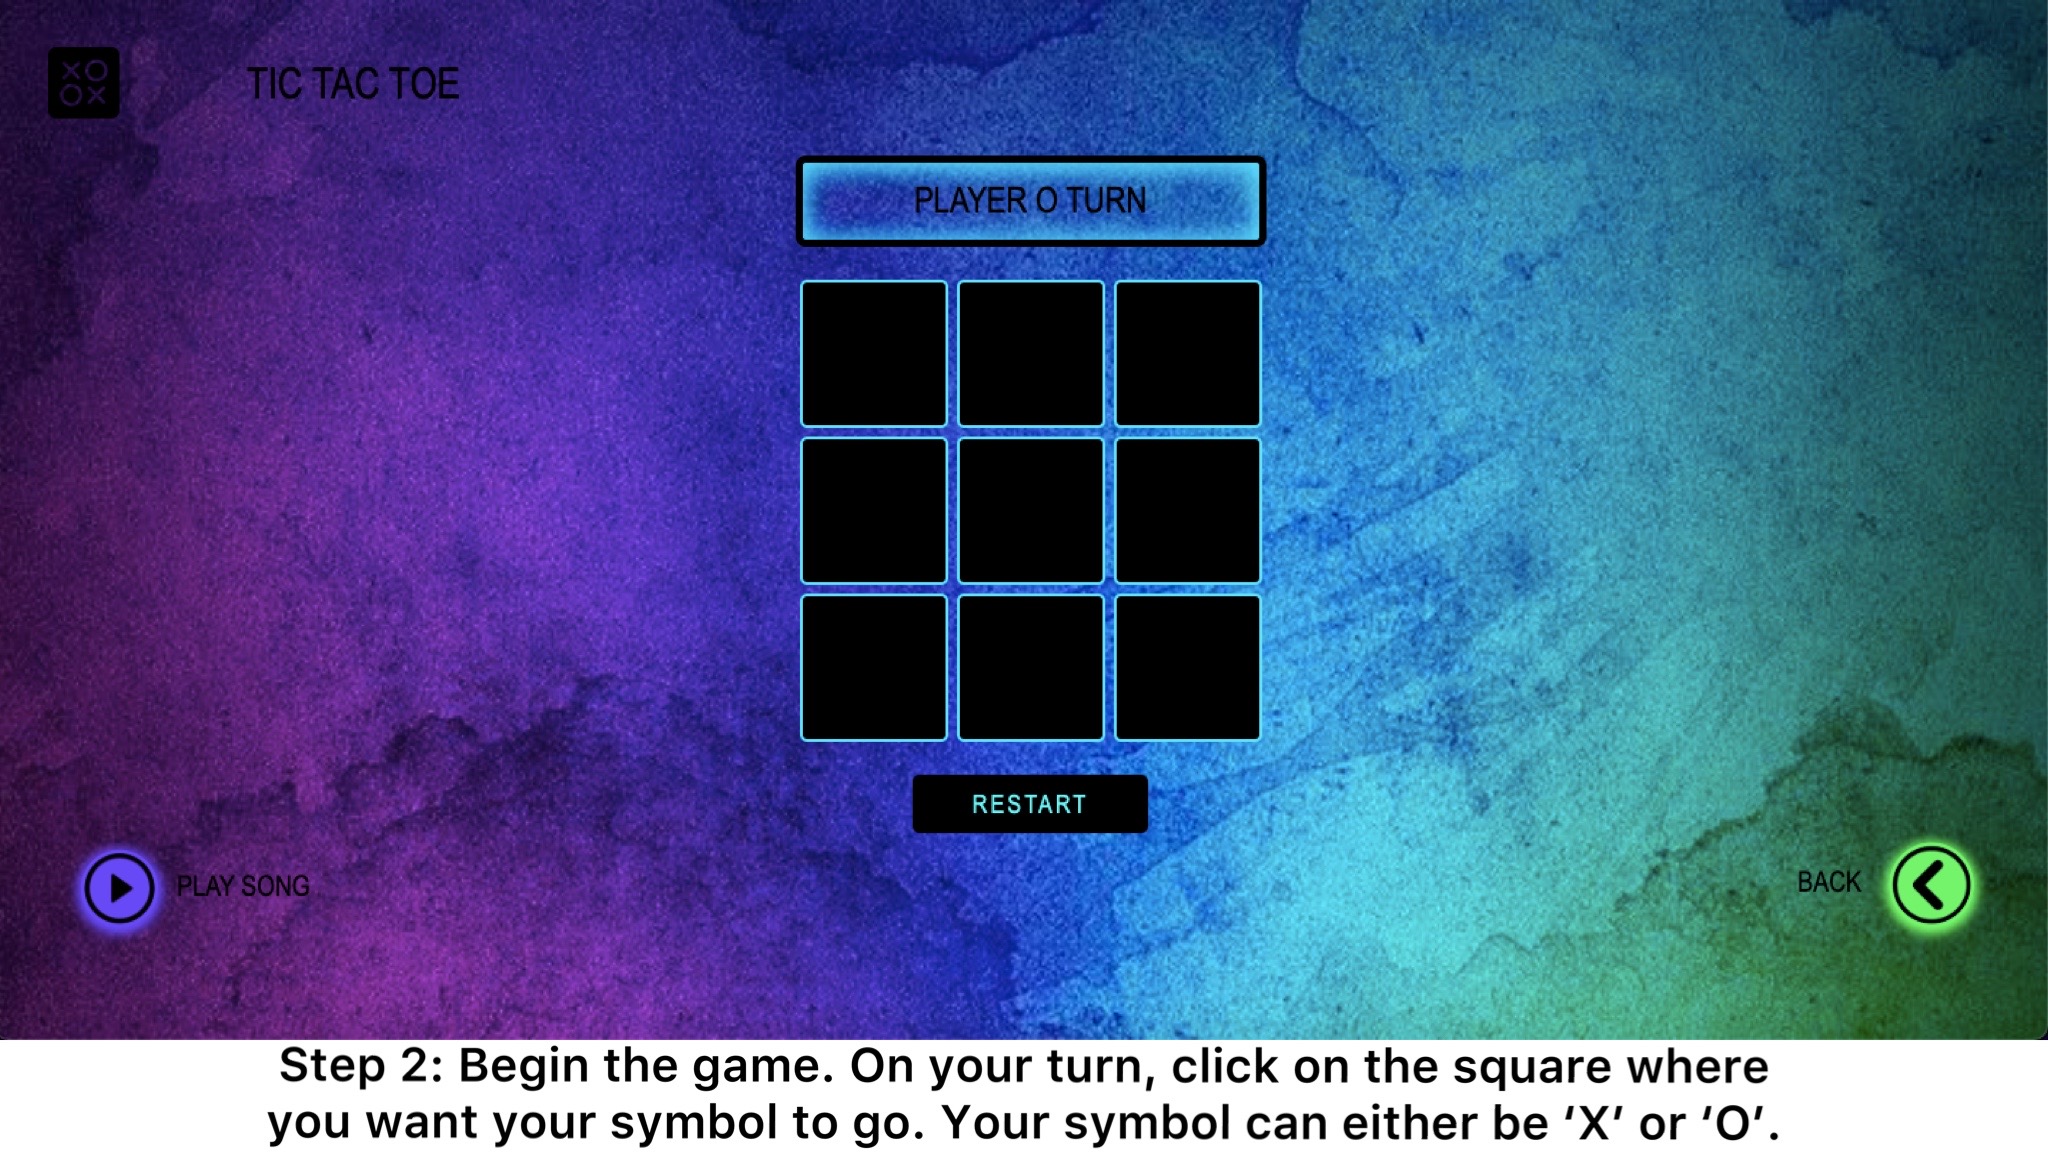 XO
OX
TIC TAC TOE
PLAYER O TURN
RESTART
PLAY SONG
BACK
Step 2: Begin the game. On your turn, click on the square where
you want your symbol to go. Your symbol can either be ‘X’ or ‘O’.